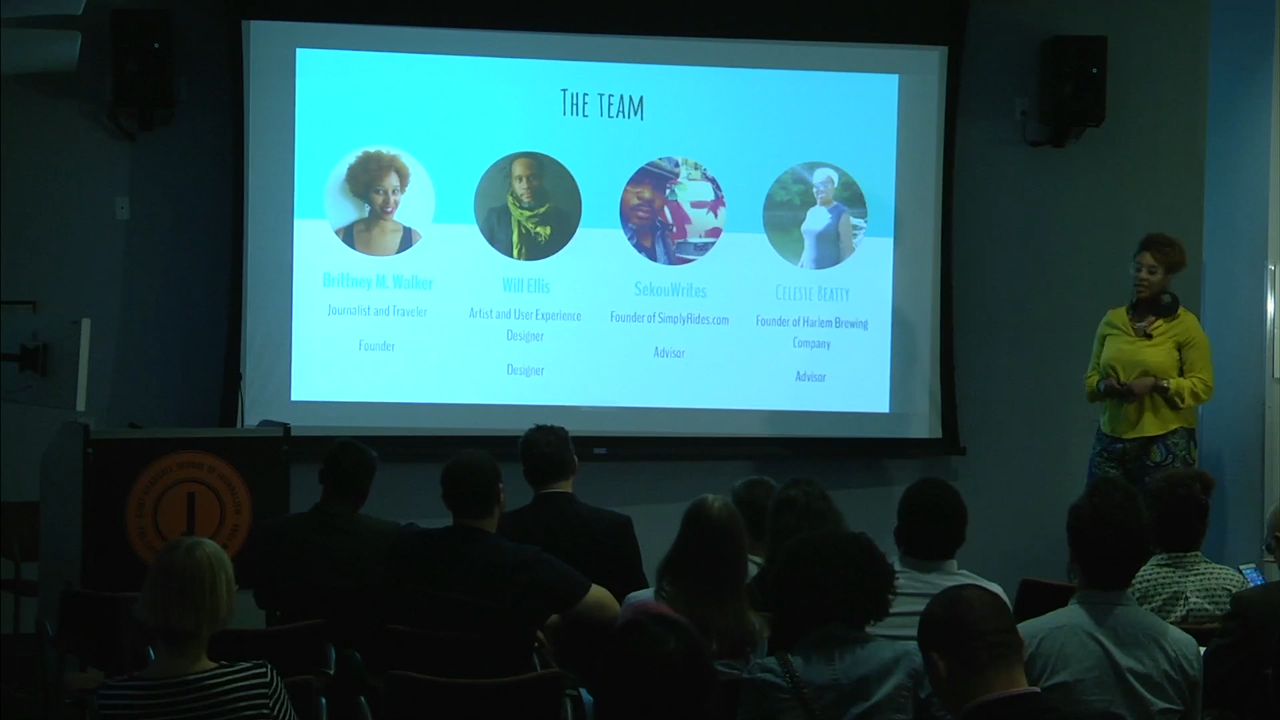 THE TEAM
Brittney M. Walker
Journalist and Traveler
Founder
Will Ellis
Artist and User Experience
Designer
Designer
SekouWrites
Founder of SimplyRides.com
Advisor
CELESTE BEATTY
Founder of Harlem Brewing
Company
Advisor